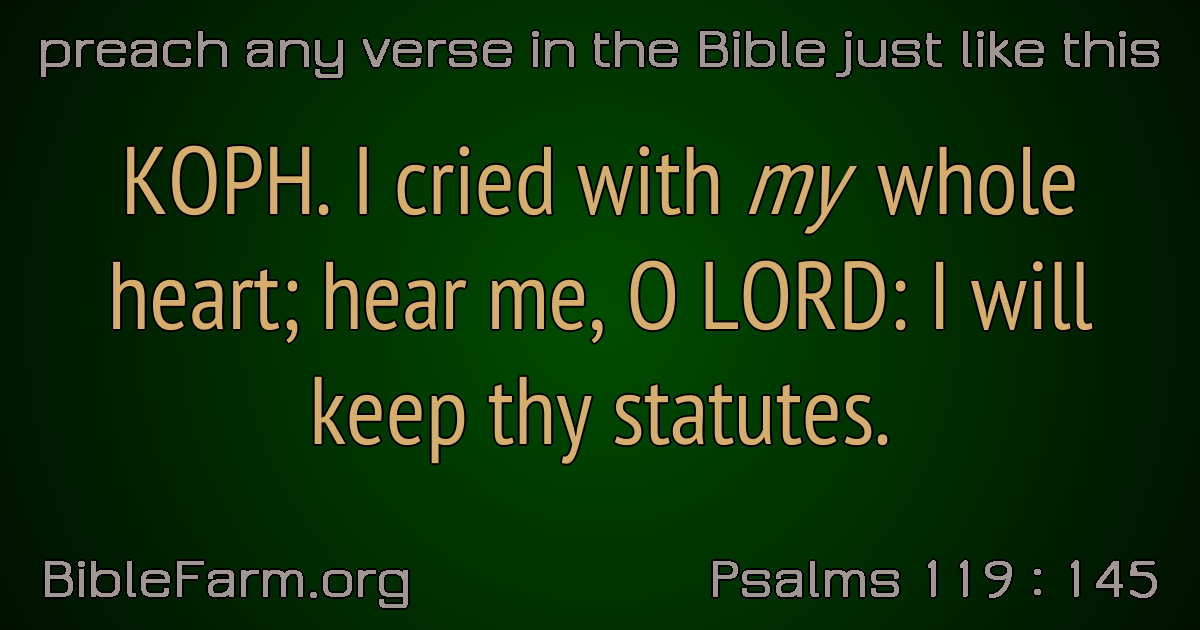 preach any verse in the Bible just like this
KOPH. I cried with my whole
heart; hear me, O LORD: I will
keep thy statutes.
BibleFarm.org
Psalms 119 : 145